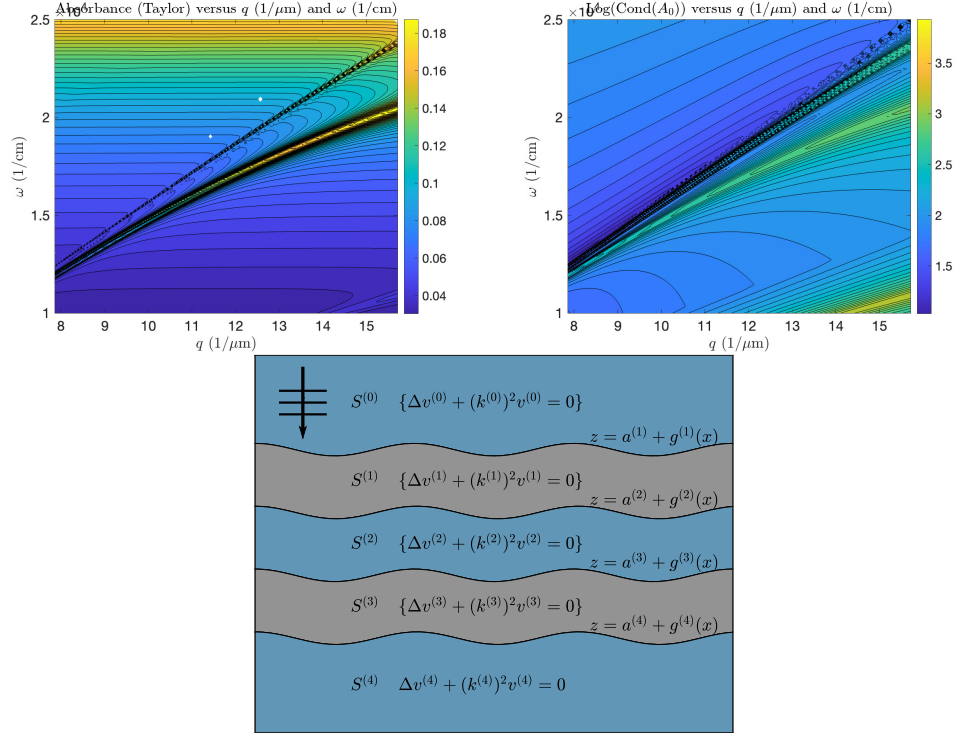 ×10⁴
Absorbance (Taylor) versus q (1/μm) and ω (1/cm)
2.5
2
1.5
1
ω (1/cm)
8 9 10 11 12 13 14 15
q (1/μm)
0.18
0.16
0.14
0.12
0.1
0.08
0.06
0.04
Log(Cond(A₀)) versus q (1/μm) and ω (1/cm)
2.5
2
1.5
1
ω (1/cm)
8 9 10 11 12 13 14 15
q (1/μm)
3.5
3
2.5
2
1.5
S⁽⁰⁾ {Δv⁽⁰⁾ + (k⁽⁰⁾)²v⁽⁰⁾ = 0}
z = a⁽¹⁾ + g⁽¹⁾(x)
S⁽¹⁾ {Δv⁽¹⁾ + (k⁽¹⁾)²v⁽¹⁾ = 0}
z = a⁽²⁾ + g⁽²⁾(x)
S⁽²⁾ {Δv⁽²⁾ + (k⁽²⁾)²v⁽²⁾ = 0}
z = a⁽³⁾ + g⁽³⁾(x)
S⁽³⁾ {Δv⁽³⁾ + (k⁽³⁾)²v⁽³⁾ = 0}
z = a⁽⁴⁾ + g⁽⁴⁾(x)
S⁽⁴⁾ Δv⁽⁴⁾ + (k⁽⁴⁾)²v⁽⁴⁾ = 0